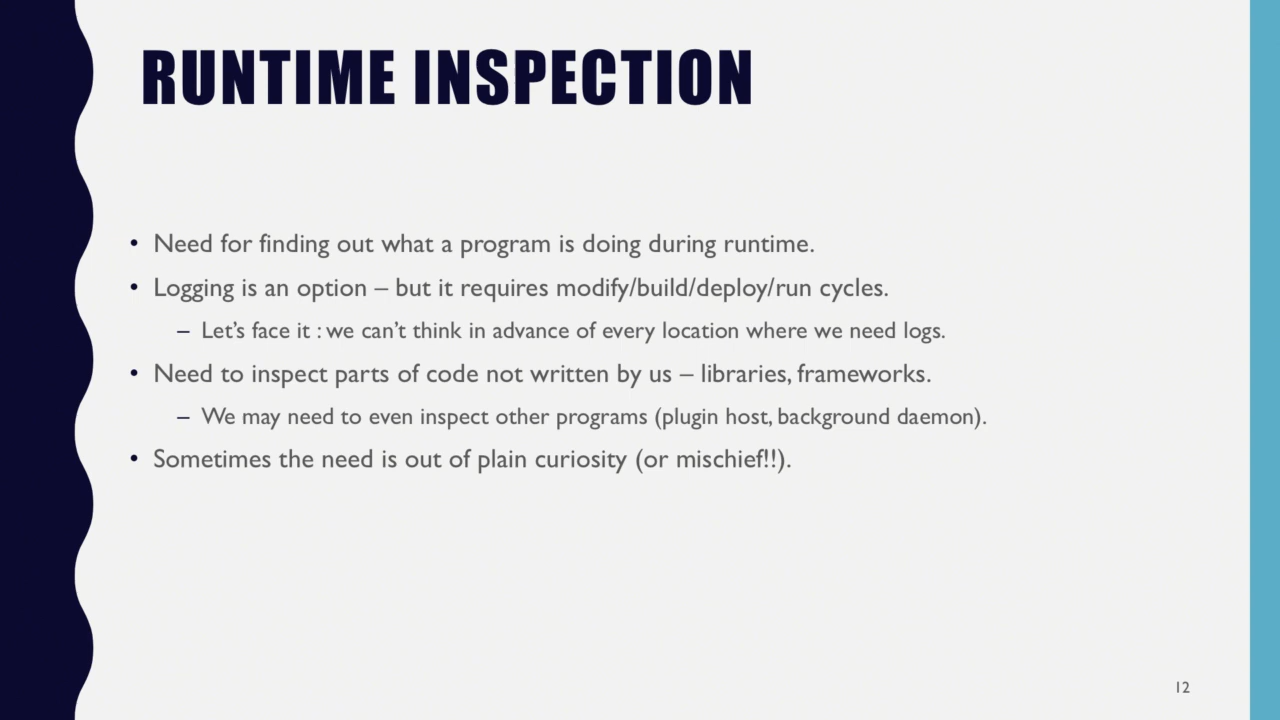 RUNTIME INSPECTION
• Need for finding out what a program is doing during runtime.
• Logging is an option – but it requires modify/build/deploy/run cycles.
– Let’s face it : we can’t think in advance of every location where we need logs.
• Need to inspect parts of code not written by us – libraries, frameworks.
– We may need to even inspect other programs (plugin host, background daemon).
• Sometimes the need is out of plain curiosity (or mischief!!).
12